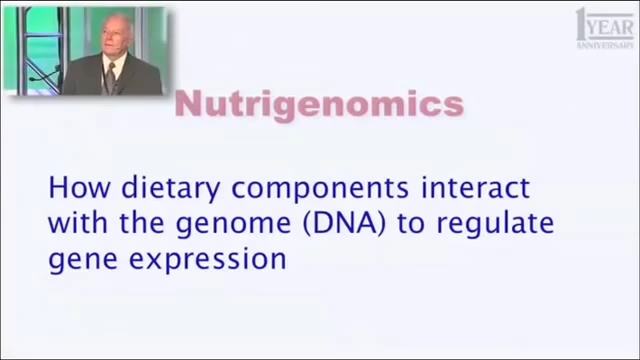 1 YEAR
ANNIVERSARY
Nutrigenomics
How dietary components interact
with the genome (DNA) to regulate
gene expression